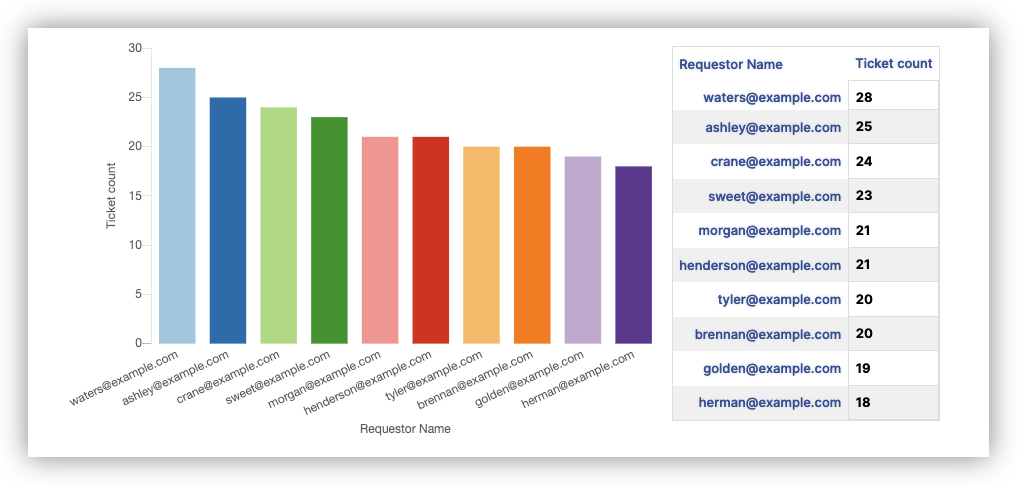 30
25
20
15
10
5
0
Ticket count
waters@example.com
ashley@example.com
crane@example.com
sweet@example.com
morgan@example.com
henderson@example.com
tyler@example.com
brennan@example.com
golden@example.com
herman@example.com
Requestor Name
Requestor Name Ticket count
waters@example.com 28
ashley@example.com 25
crane@example.com 24
sweet@example.com 23
morgan@example.com 21
henderson@example.com 21
tyler@example.com 20
brennan@example.com 20
golden@example.com 19
herman@example.com 18